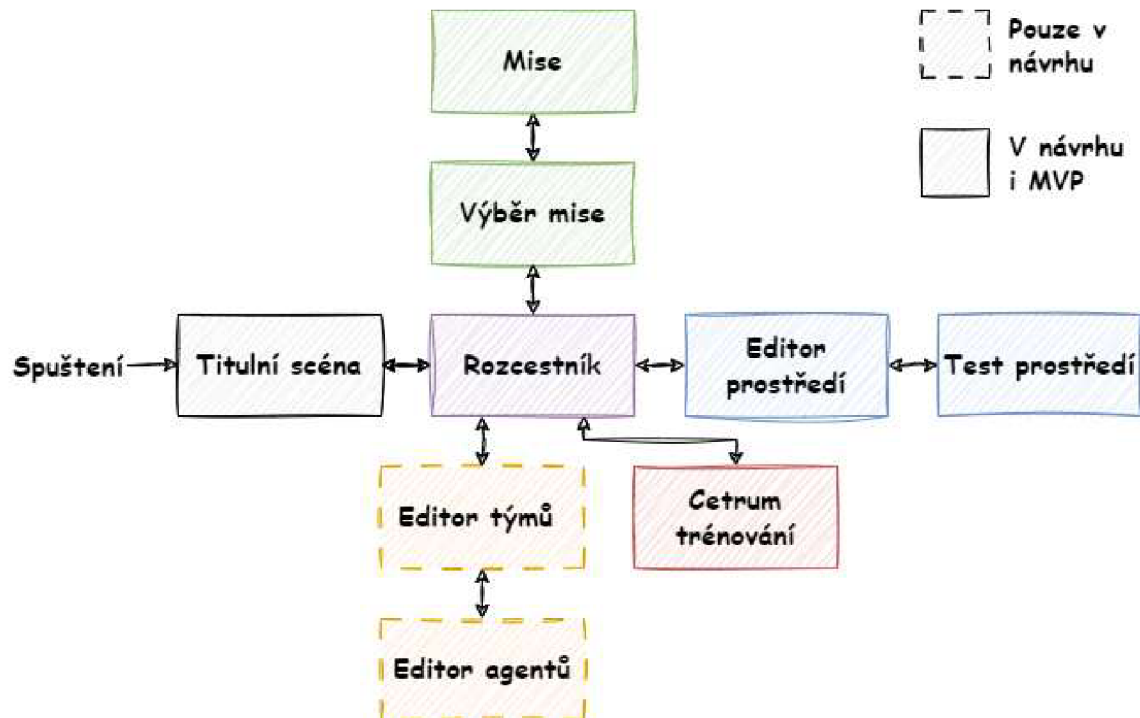 Mise
Pouze v
návrhu
V návrhu
i MVP
Výběr mise
Spuštení
Titulní scéna
Rozcestník
Editor
prostředí
Test prostředí
Editor týmů
Cetrum
trénování
Editor agentů